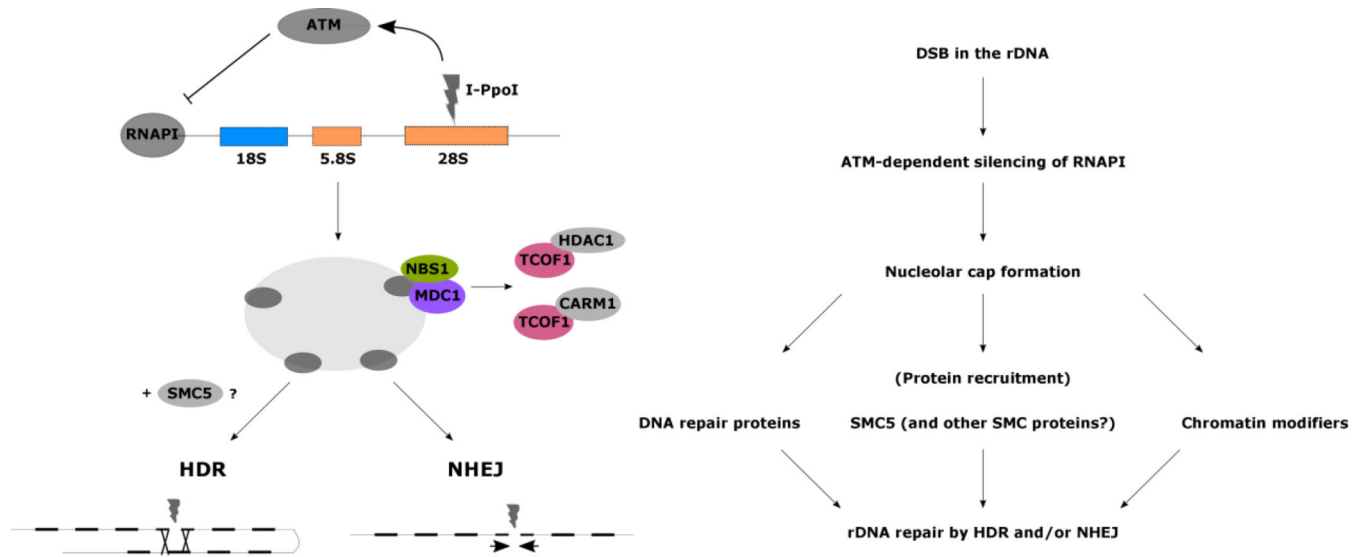 ATM
I-PpoI
RNAPI
18S
5.8S
28S
NBS1
MDC1
HDAC1
TCOF1
CARM1
TCOF1
+ SMC5 ?
HDR
NHEJ
DSB in the rDNA
ATM-dependent silencing of RNAPI
Nucleolar cap formation
(Protein recruitment)
DNA repair proteins
SMC5 (and other SMC proteins?)
Chromatin modifiers
rDNA repair by HDR and/or NHEJ